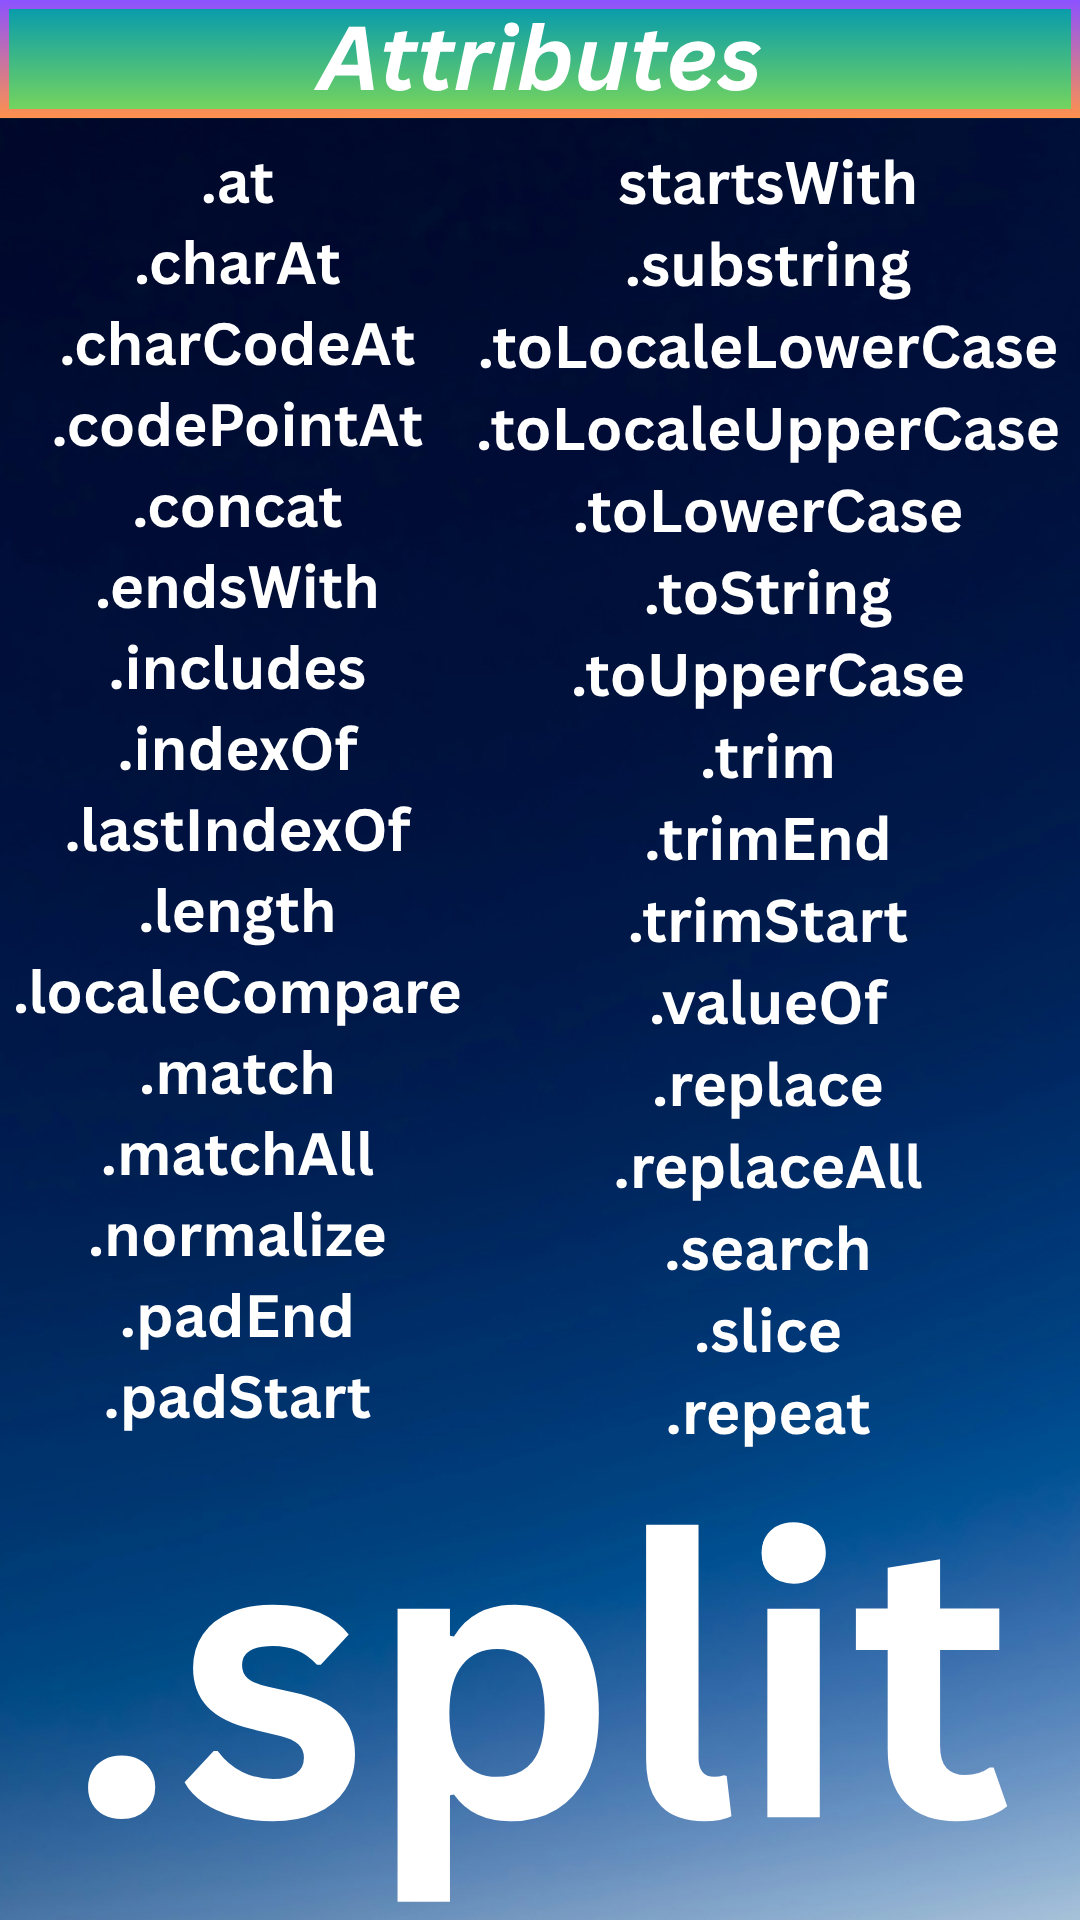 Attributes
.at
.charAt
.charCodeAt
.codePointAt
.concat
.endsWith
.includes
.indexOf
.lastIndexOf
.length
.localeCompare
.match
.matchAll
.normalize
.padEnd
.padStart
startsWith
.substring
.toLocaleLowerCase
.toLocaleUpperCase
.toLowerCase
.toString
.toUpperCase
.trim
.trimEnd
.trimStart
.valueOf
.replace
.replaceAll
.search
.slice
.repeat
.split